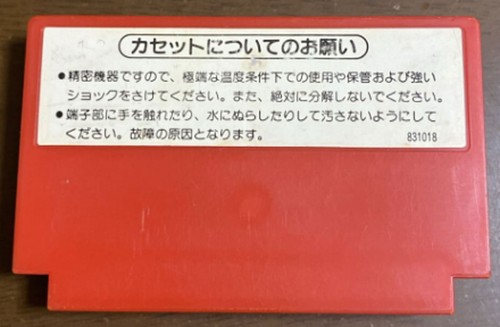 カセットについてのお願い
●精密機器ですので、極端な温度条件下での使用や保管および強い
ショックをさけてください。また、絶対に分解しないでください。
●端子部に手を触れたり、水にぬらしたりして汚さないようにして
ください。故障の原因となります。
831018